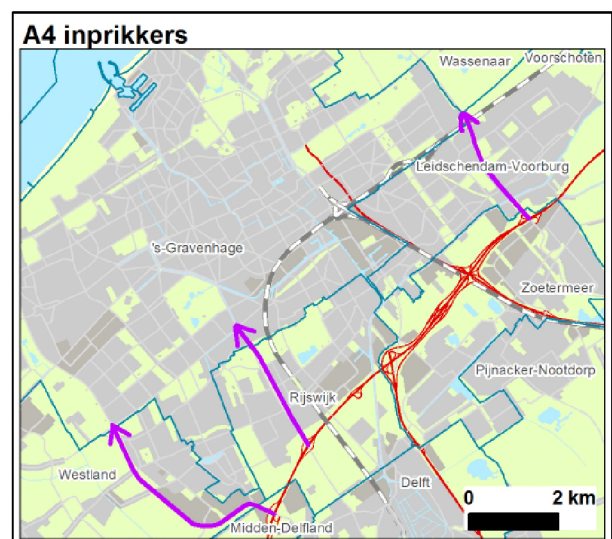 A4 inprikkers
Wassenaar
Voorschoten
Leidschendam-Voorburg
's-Gravenhage
Zoetermeer
Pijnacker-Nootdorp
Rijswijk
Westland
Delft
0 2 km
Midden-Delfland